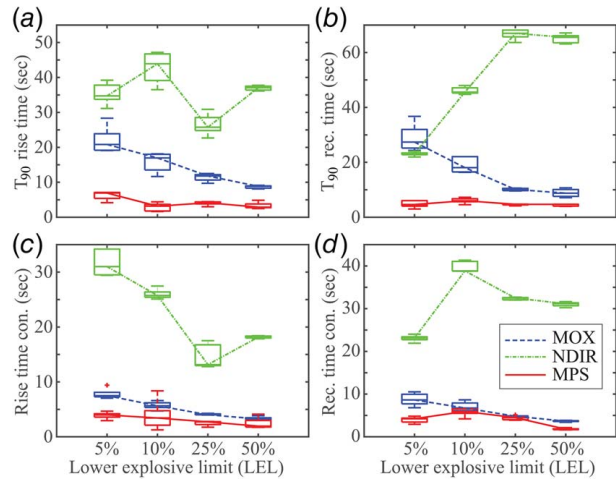 (a)
(b)
T90 rise time (sec)
50
40
30
20
10
0
T90 rec. time (sec)
80
60
40
20
0
(c)
(d)
Rise time con. (sec)
30
20
10
0
Rec. time con. (sec)
40
30
20
10
0
MOX
NDIR
MPS
5% 10% 25% 50%
5% 10% 25% 50%
Lower explosive limit (LEL)
Lower explosive limit (LEL)